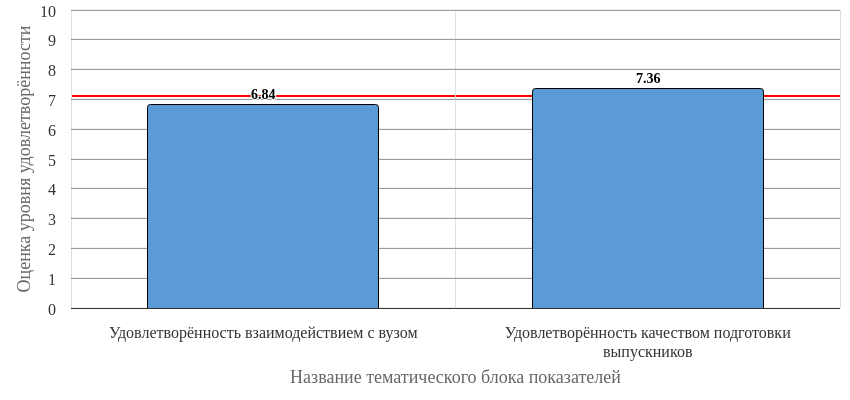 Оценка уровня удовлетворённости
10
9
8
7
6
5
4
3
2
1
0
6.84
7.36
Удовлетворённость взаимодействием с вузом
Удовлетворённость качеством подготовки
выпускников
Название тематического блока показателей